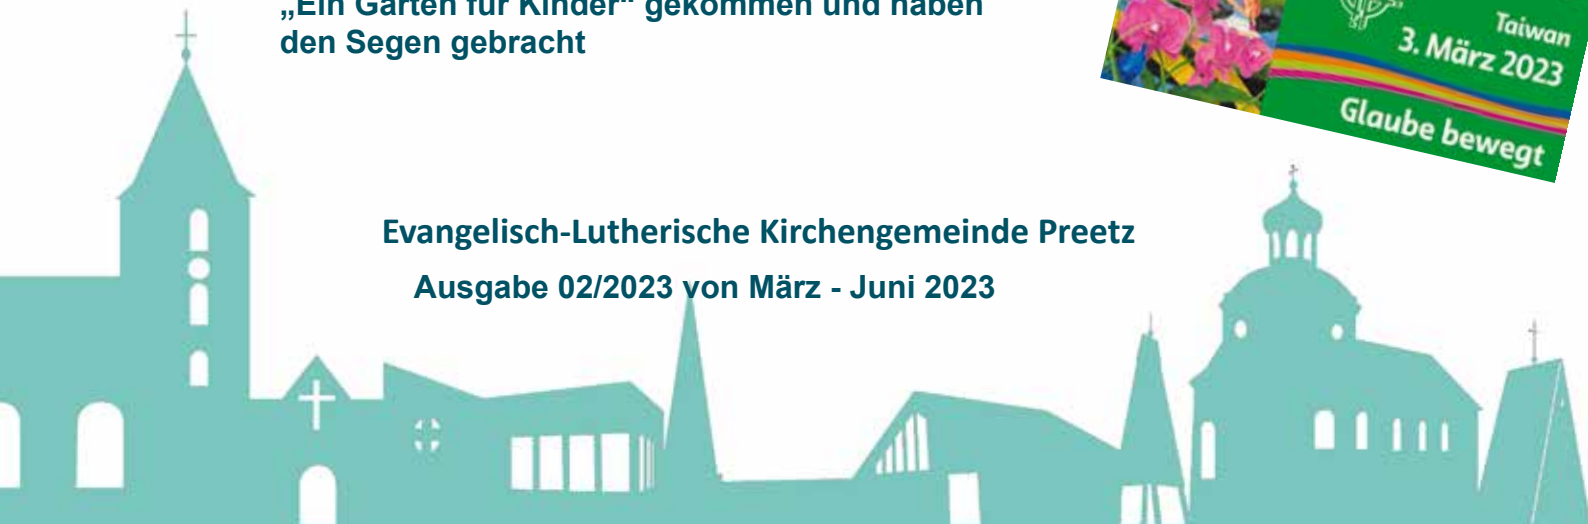 „Ein Garten für Kinder“ gekommen und haben
den Segen gebracht
Taiwan
3. März 2023
Glaube bewegt
Evangelisch-Lutherische Kirchengemeinde Preetz
Ausgabe 02/2023 von März - Juni 2023